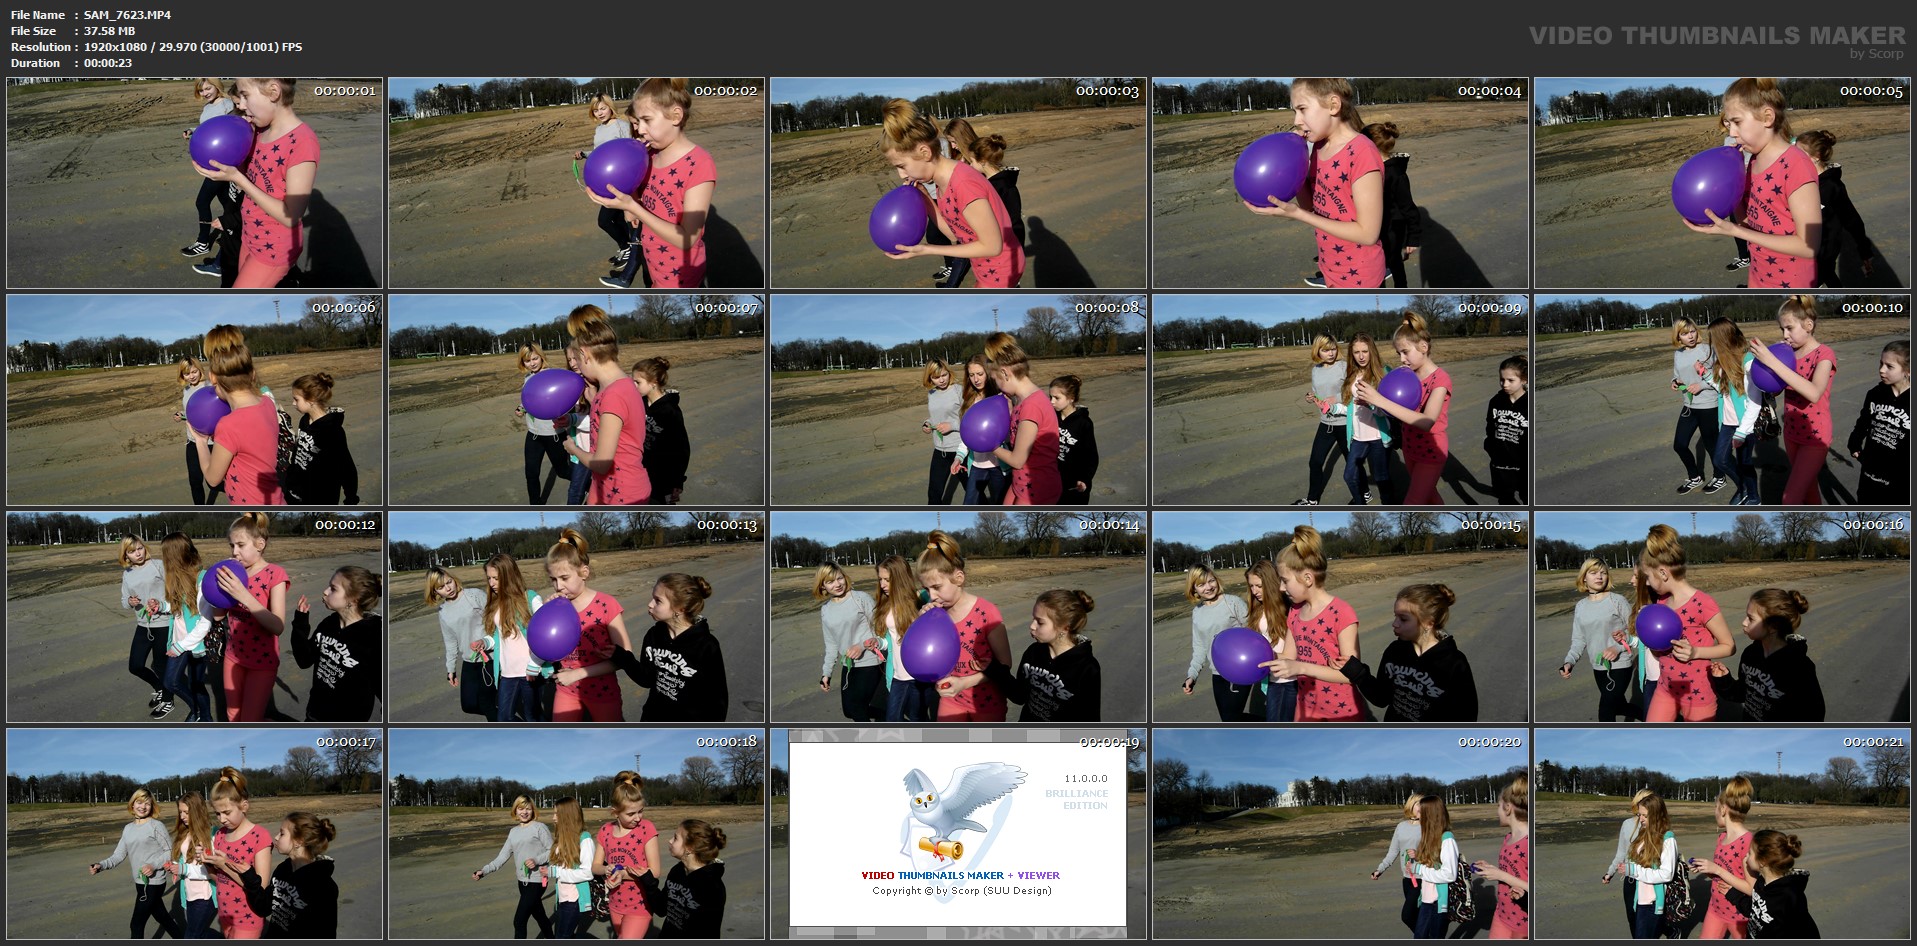 File Name : SAM_7623.MP4
File Size : 37.58 MB
Resolution : 1920x1080 / 29.970 (30000/1001) FPS
Duration : 00:00:23
VIDEO THUMBNAILS MAKER
by Scorp
00:00:01
00:00:02
00:00:03
00:00:04
00:00:05
00:00:06
00:00:07
00:00:08
00:00:09
00:00:10
00:00:12
00:00:13
00:00:14
00:00:15
00:00:16
00:00:17
00:00:18
00:00:19
00:00:20
00:00:21
11.0.0.0
BRILLIANCE
EDITION
VIDEO THUMBNAILS MAKER + VIEWER
Copyright © by Scorp (SUU Design)
DE MONTAIGNE
1955